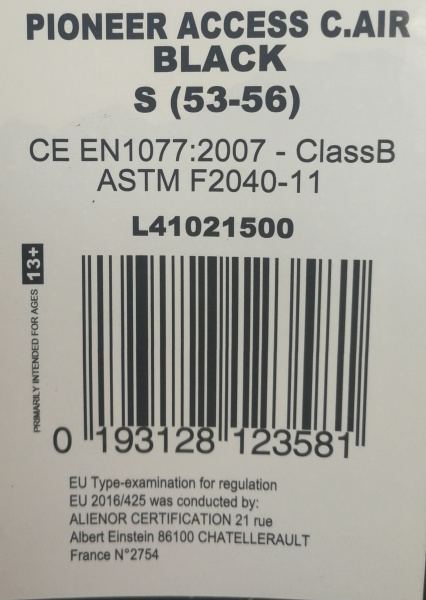 PIONEER ACCESS C.AIR
BLACK
S (53-56)
CE EN1077:2007 - ClassB
ASTM F2040-11
L41021500
PRIMARILY INTENDED FOR AGES 13+
0 193128 123581
EU Type-examination for regulation
EU 2016/425 was conducted by:
ALIENOR CERTIFICATION 21 rue
Albert Einstein 86100 CHATELLERAULT
France N°2754